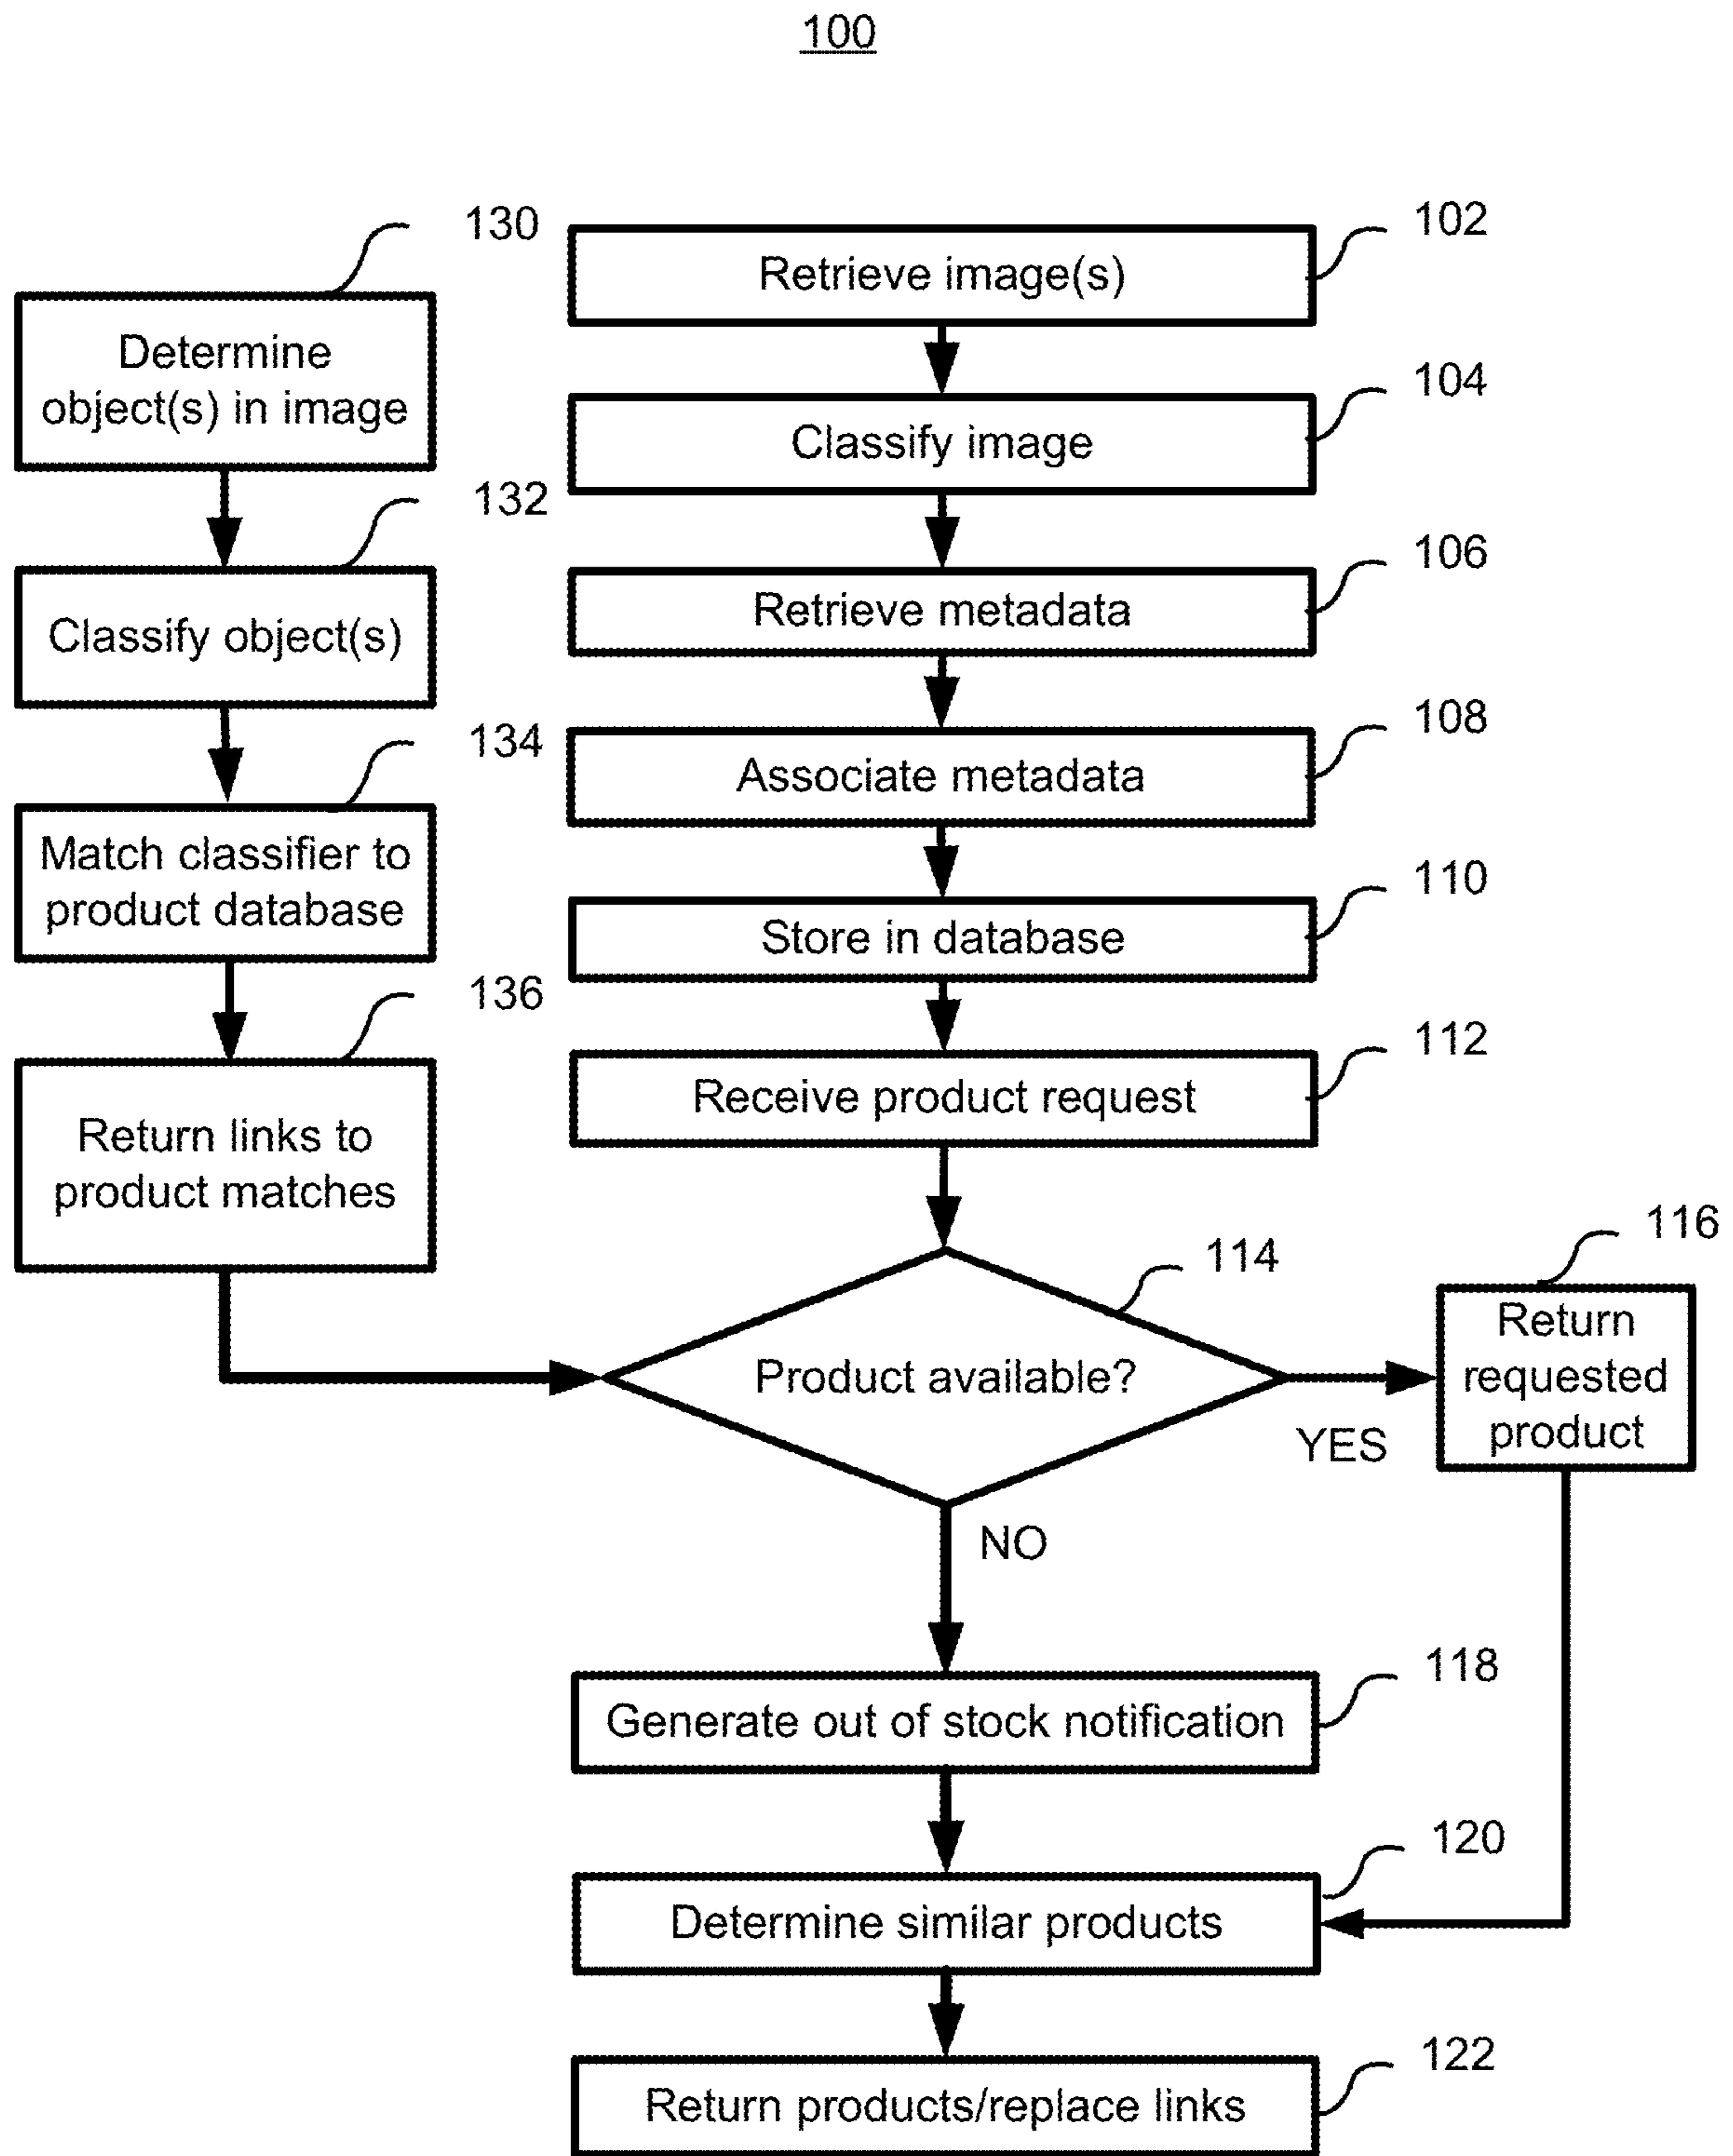 100
130
Determine
object(s) in image
132
Classify object(s)
134
Match classifier to
product database
136
Return links to
product matches
102
Retrieve image(s)
104
Classify image
106
Retrieve metadata
108
Associate metadata
110
Store in database
112
Receive product request
114
Product available?
YES
116
Return
requested
product
NO
118
Generate out of stock notification
120
Determine similar products
122
Return products/replace links